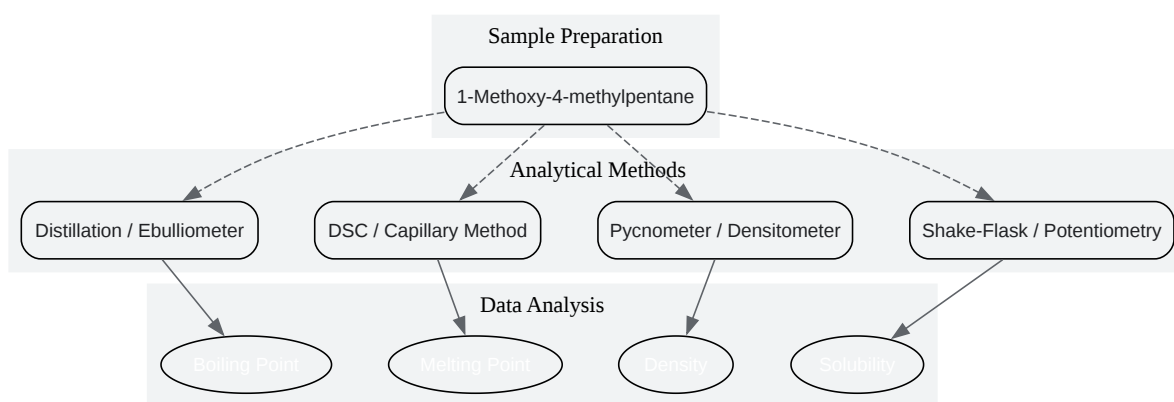 Sample Preparation
1-Methoxy-4-methylpentane
Analytical Methods
Distillation / Ebulliometer
DSC / Capillary Method
Pycnometer / Densitometer
Shake-Flask / Potentiometry
Data Analysis
Boiling Point
Melting Point
Density
Solubility